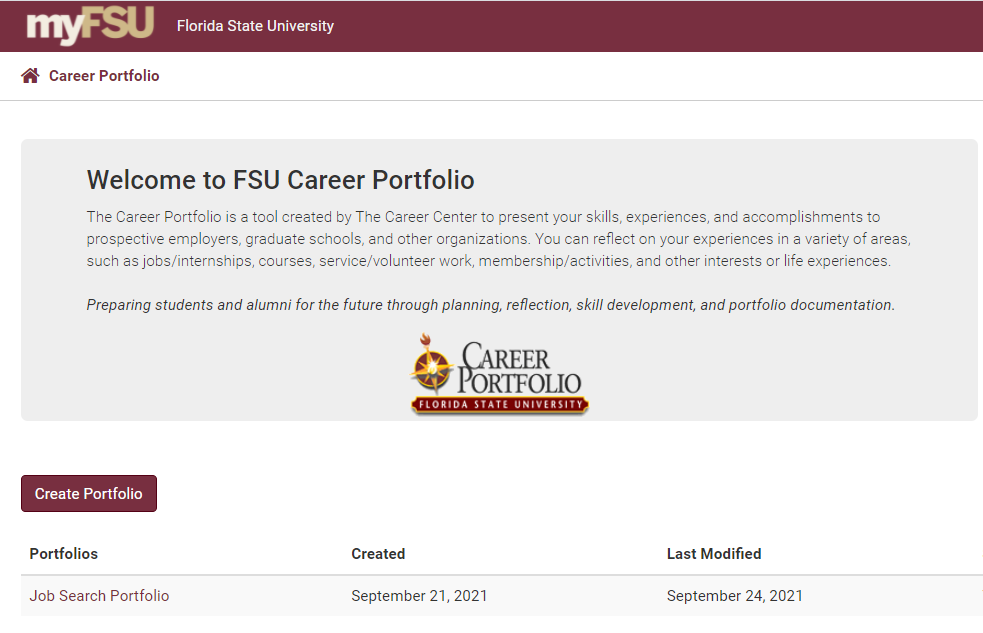 myFSU Florida State University
Career Portfolio
Welcome to FSU Career Portfolio
The Career Portfolio is a tool created by The Career Center to present your skills, experiences, and accomplishments to
prospective employers, graduate schools, and other organizations. You can reflect on your experiences in a variety of areas,
such as jobs/internships, courses, service/volunteer work, membership/activities, and other interests or life experiences.
Preparing students and alumni for the future through planning, reflection, skill development, and portfolio documentation.
CAREER
PORTFOLIO
FLORIDA STATE UNIVERSITY
Create Portfolio
Portfolios Created Last Modified
Job Search Portfolio September 21, 2021 September 24, 2021